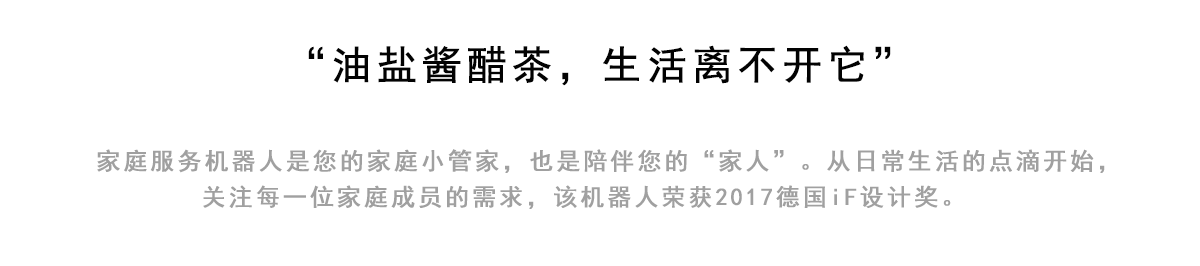 “油盐酱醋茶，生活离不开它”
家庭服务机器人是您的家庭小管家，也是陪伴您的“家人”。从日常生活的点滴开始，
关注每一位家庭成员的需求，该机器人荣获2017德国iF设计奖。